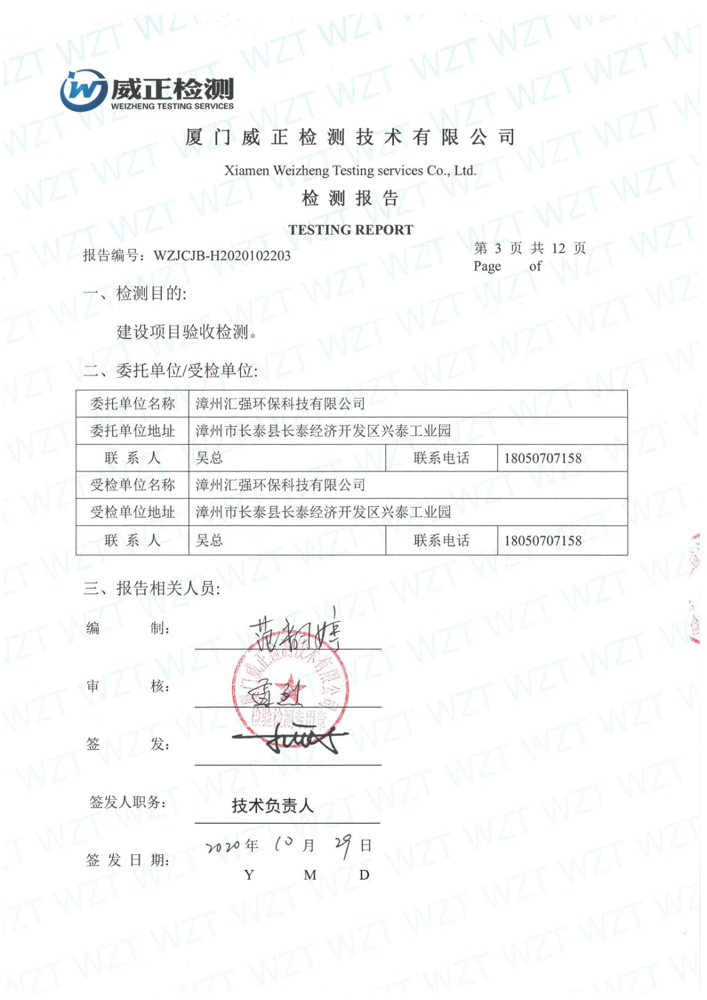 威正检测
WEIZHENG TESTING SERVICES
厦门威正检测技术有限公司
Xiamen Weizheng Testing services Co., Ltd.
检测报告
TESTING REPORT
报告编号：WZJCJB-H2020102203
第 3 页 共 12 页
Page of
一、检测目的:
建设项目验收检测。
二、委托单位/受检单位:
委托单位名称 漳州汇强环保科技有限公司
委托单位地址 漳州市长泰县长泰经济开发区兴泰工业园
联系人 吴总 联系电话 18050707158
受检单位名称 漳州汇强环保科技有限公司
受检单位地址 漳州市长泰县长泰经济开发区兴泰工业园
联系人 吴总 联系电话 18050707158
三、报告相关人员:
编制：
厦门威正检测技术有限公司
审核：
检验检测专用章
签发：
签发人职务： 技术负责人
签发日期： 2020年 10月 29日
Y M D